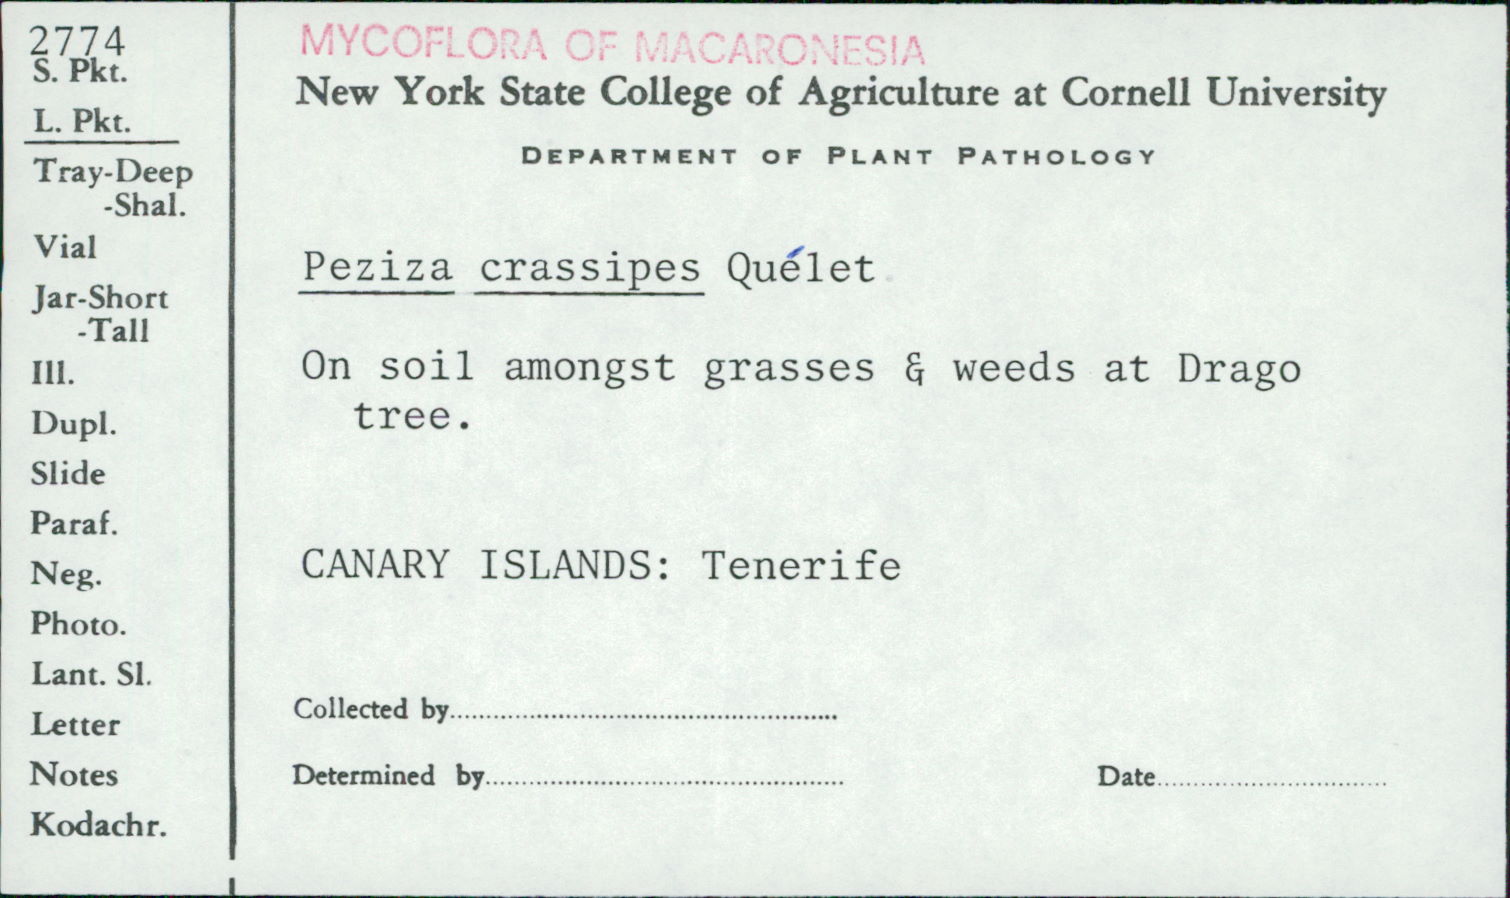 2774
S. Pkt.
L. Pkt.
Tray-Deep
-Shal.
Vial
Jar-Short
-Tall
Ill.
Dupl.
Slide
Paraf.
Neg.
Photo.
Lant. Sl.
Letter
Notes
Kodachr.
MYCOFLORA OF MACARONESIA
New York State College of Agriculture at Cornell University
DEPARTMENT OF PLANT PATHOLOGY
Peziza crassipes Quélet
On soil amongst grasses & weeds at Drago
tree.
CANARY ISLANDS: Tenerife
Collected by
Determined by
Date